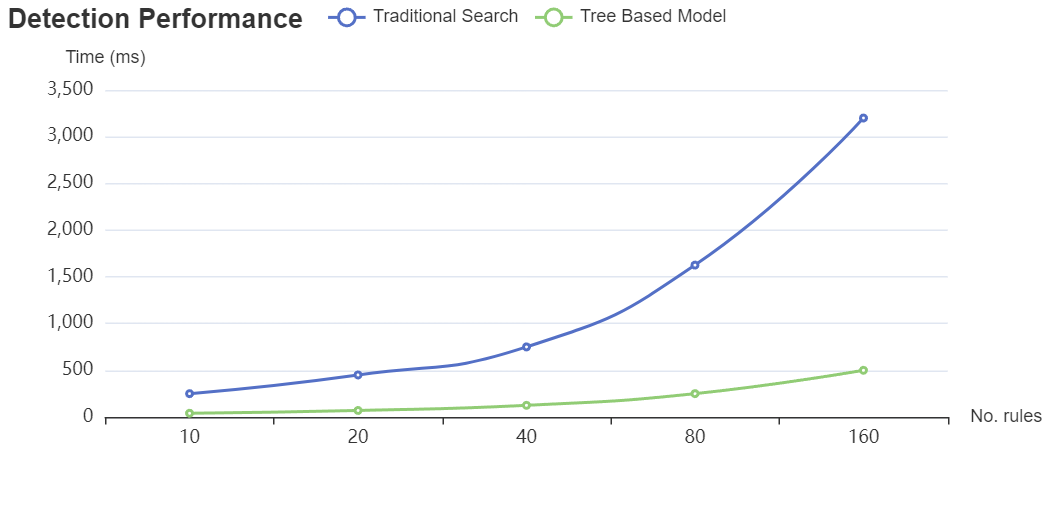 Detection Performance Traditional Search Tree Based Model
Time (ms)
3,500
3,000
2,500
2,000
1,500
1,000
500
0
No. rules
10 20 40 80 160